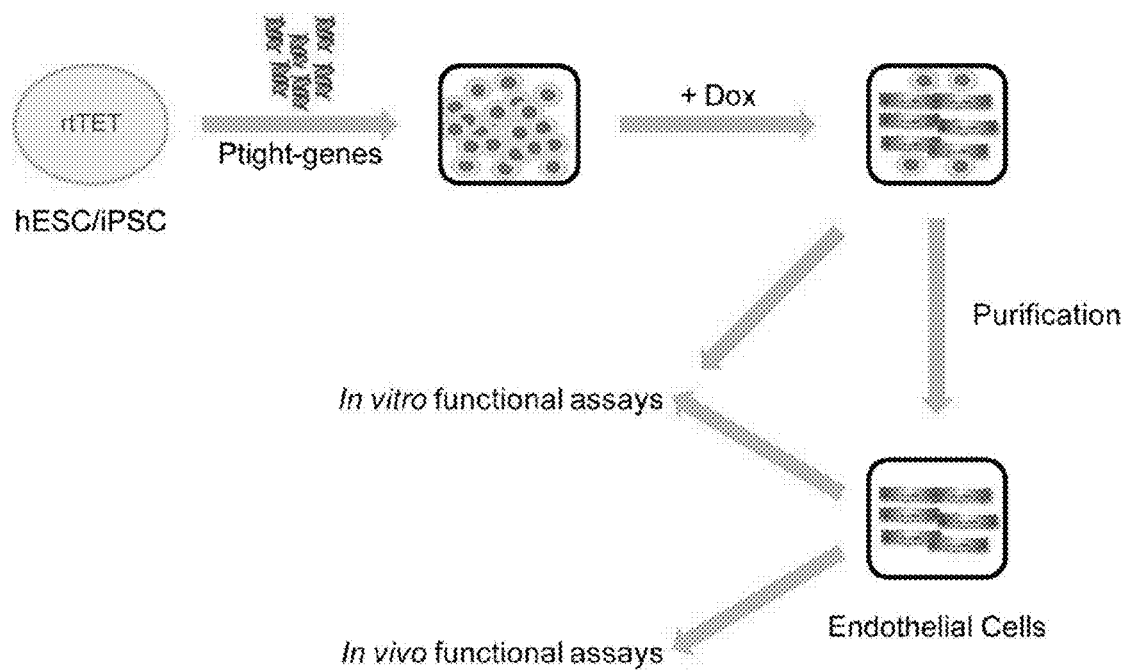 rtTET
Ptight-genes
hESC/iPSC
+ Dox
Purification
In vitro functional assays
Endothelial Cells
In vivo functional assays